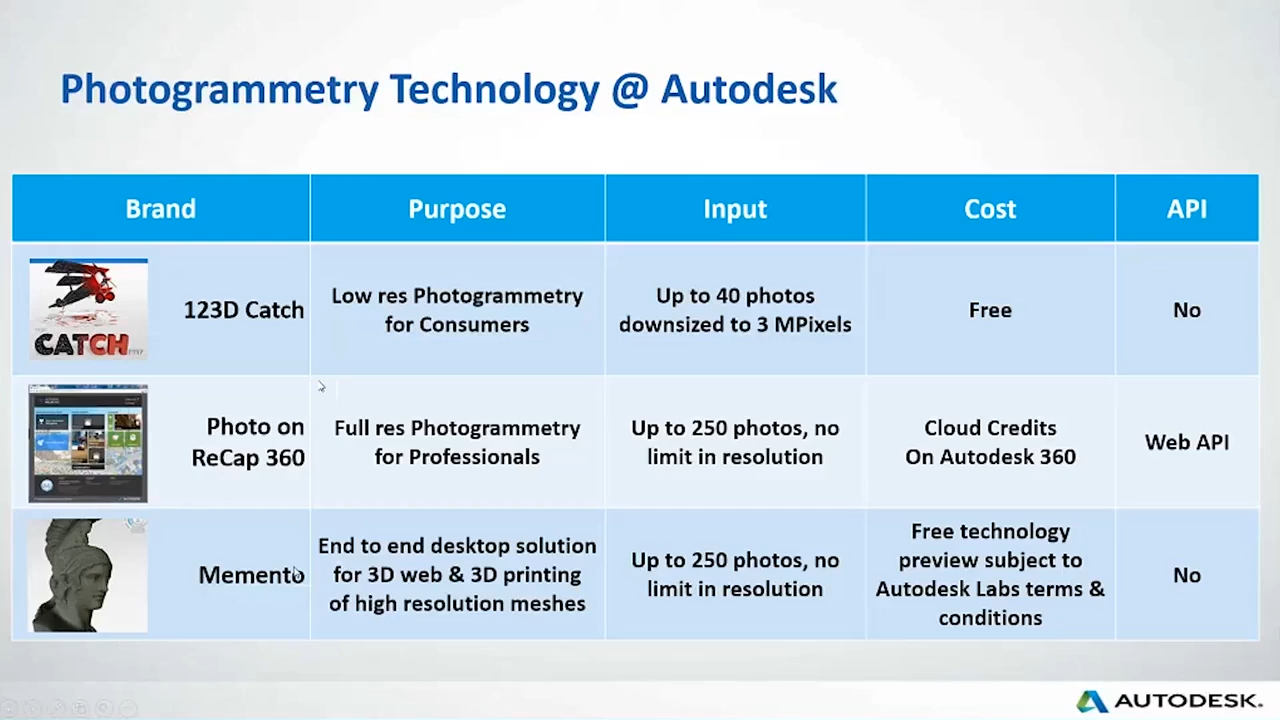 Photogrammetry Technology @ Autodesk
Brand
Purpose
Input
Cost
API
CATCH
123D Catch
Low res Photogrammetry
for Consumers
Up to 40 photos
downsized to 3 MPixels
Free
No
Photo on
ReCap 360
Full res Photogrammetry
for Professionals
Up to 250 photos, no
limit in resolution
Cloud Credits
On Autodesk 360
Web API
Memento
End to end desktop solution
for 3D web & 3D printing
of high resolution meshes
Up to 250 photos, no
limit in resolution
Free technology
preview subject to
Autodesk Labs terms &
conditions
No
AUTODESK.